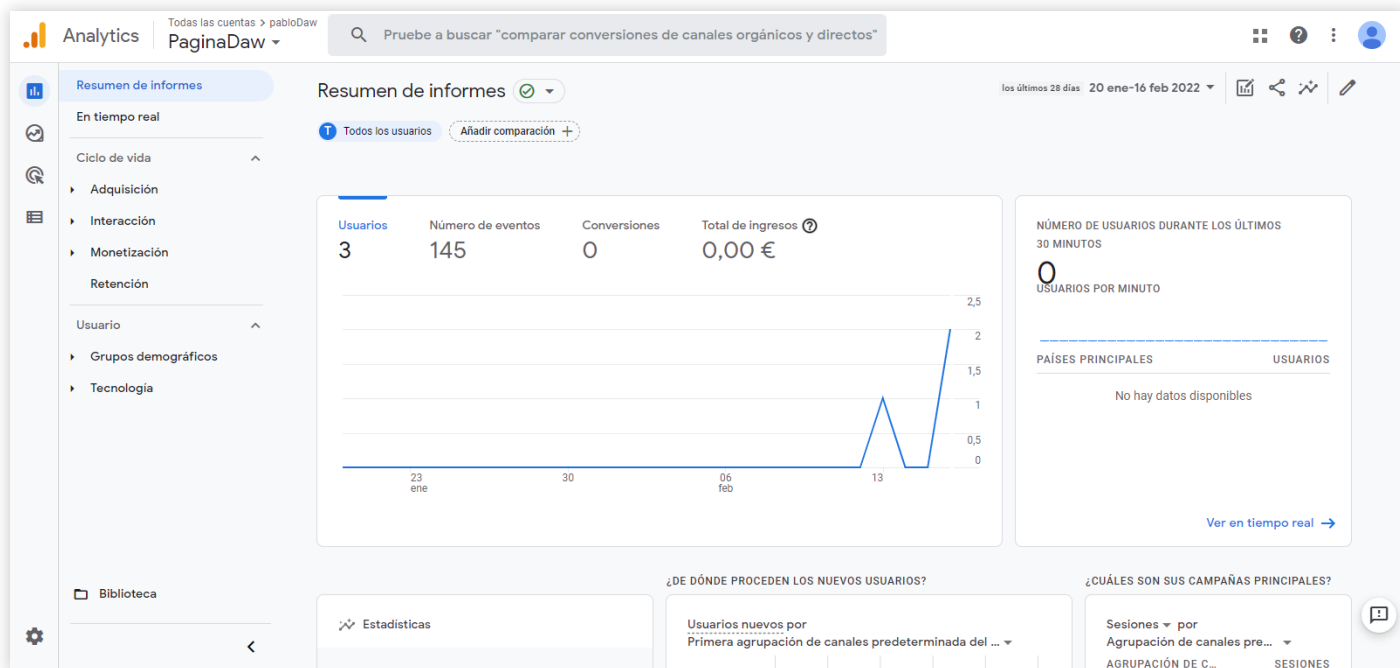 Analytics
Todas las cuentas > pabloDaw
PaginaDaw
Pruebe a buscar "comparar conversiones de canales orgánicos y directos"
Resumen de informes
En tiempo real
Ciclo de vida
Adquisición
Interacción
Monetización
Retención
Usuario
Grupos demográficos
Tecnología
Biblioteca
Resumen de informes
los últimos 28 días 20 ene-16 feb 2022
T Todos los usuarios
Añadir comparación +
Usuarios
3
Número de eventos
145
Conversiones
0
Total de ingresos
0,00 €
2,5
2
1,5
1
0,5
0
23
ene
30
06
feb
13
NÚMERO DE USUARIOS DURANTE LOS ÚLTIMOS
30 MINUTOS
0
USUARIOS POR MINUTO
PAÍSES PRINCIPALES USUARIOS
No hay datos disponibles
Ver en tiempo real
Estadísticas
¿DE DÓNDE PROCEDEN LOS NUEVOS USUARIOS?
Usuarios nuevos por
Primera agrupación de canales predeterminada del ...
¿CUÁLES SON SUS CAMPAÑAS PRINCIPALES?
Sesiones por
Agrupación de canales pre...
AGRUPACIÓN DE C... SESIONES